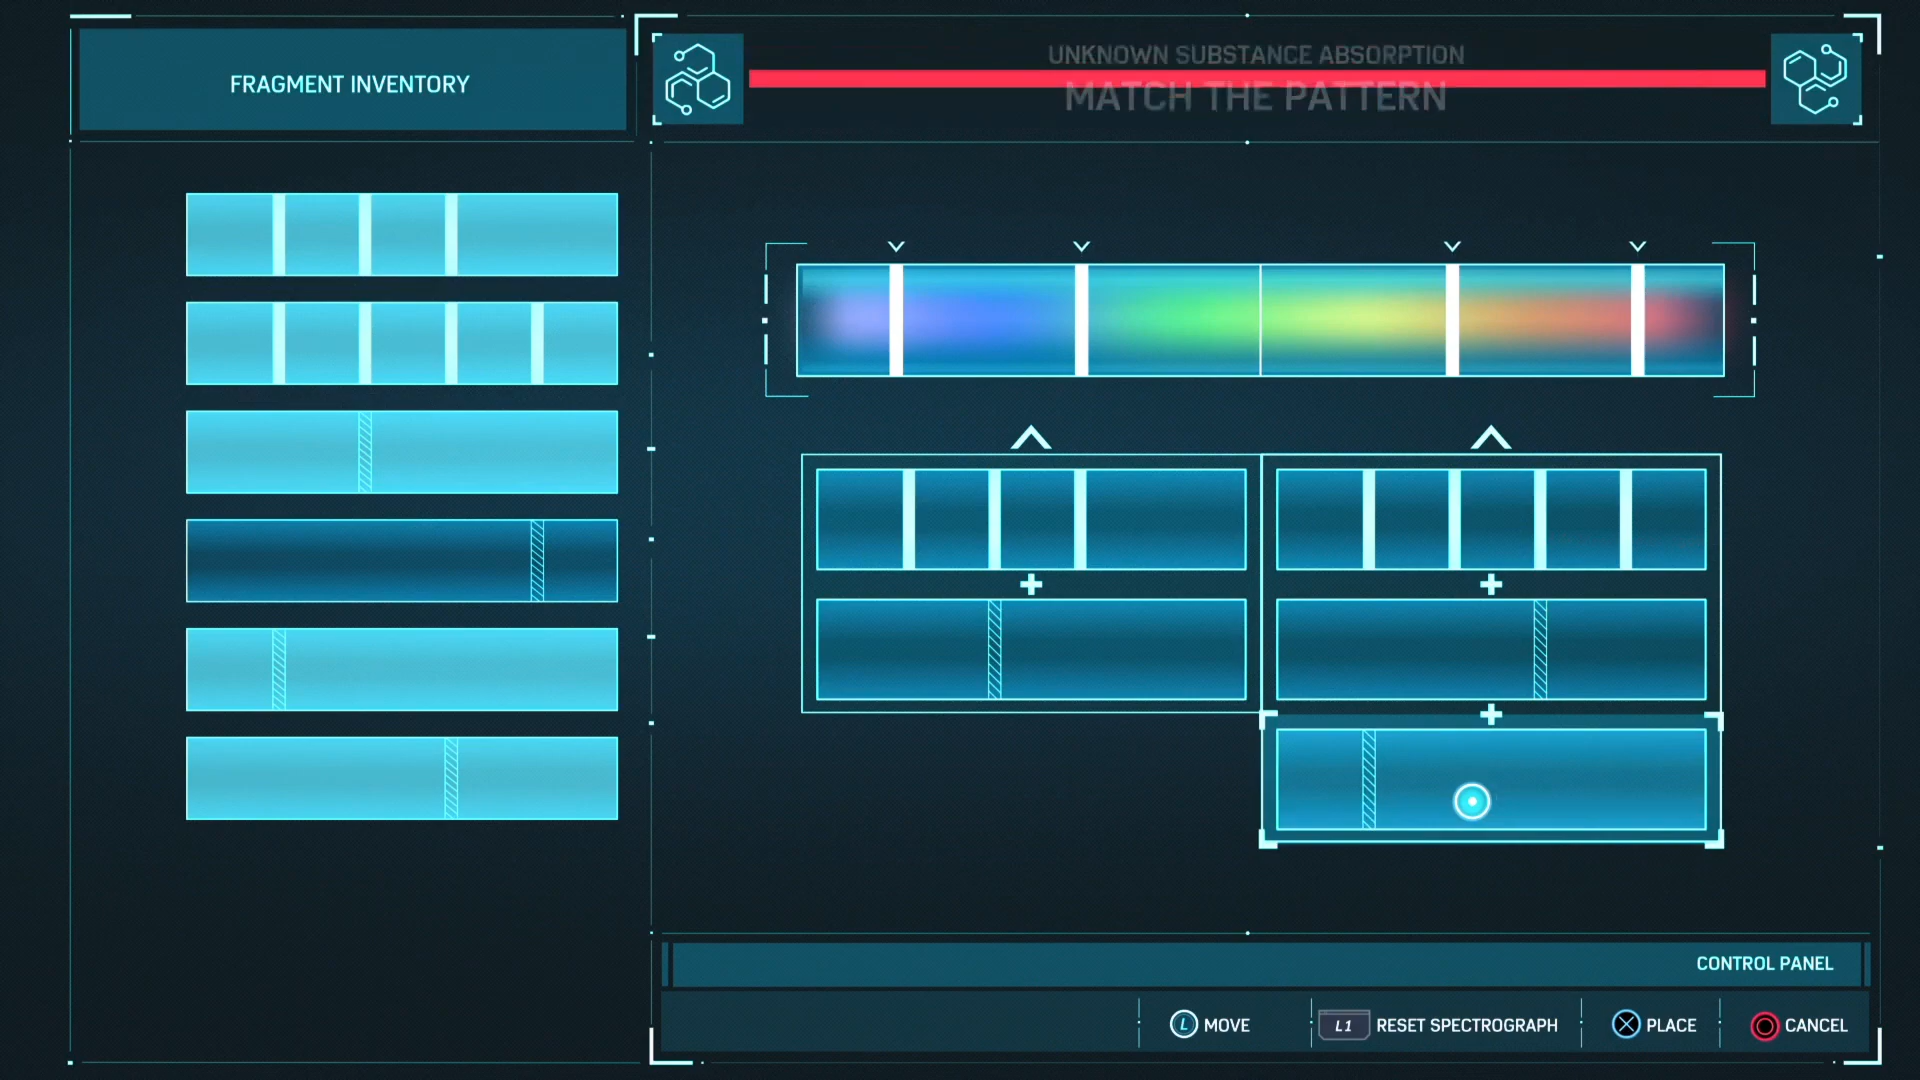 FRAGMENT INVENTORY
UNKNOWN SUBSTANCE ABSORPTION
MATCH THE PATTERN
CONTROL PANEL
L MOVE
L1 RESET SPECTROGRAPH
PLACE
CANCEL